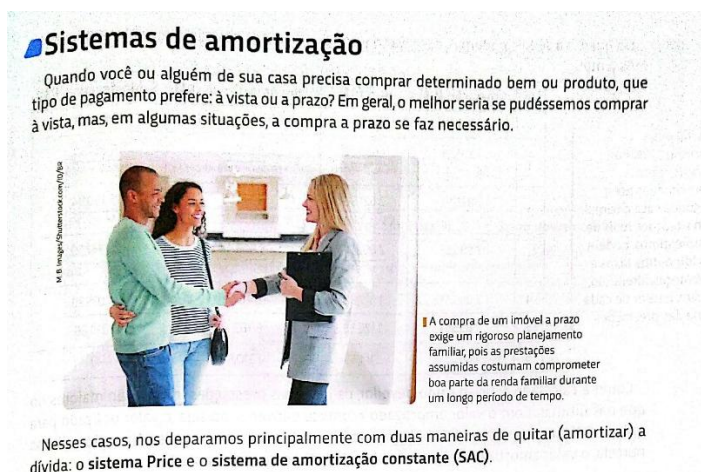 Sistemas de amortização
Quando você ou alguém de sua casa precisa comprar determinado bem ou produto, que
tipo de pagamento prefere: à vista ou a prazo? Em geral, o melhor seria se pudéssemos comprar
à vista, mas, em algumas situações, a compra a prazo se faz necessário.
M. B. Images/Shutterstock.com/ID/BR
A compra de um imóvel a prazo
exige um rigoroso planejamento
familiar, pois as prestações
assumidas costumam comprometer
boa parte da renda familiar durante
um longo período de tempo.
Nesses casos, nos deparamos principalmente com duas maneiras de quitar (amortizar) a
dívida: o sistema Price e o sistema de amortização constante (SAC).